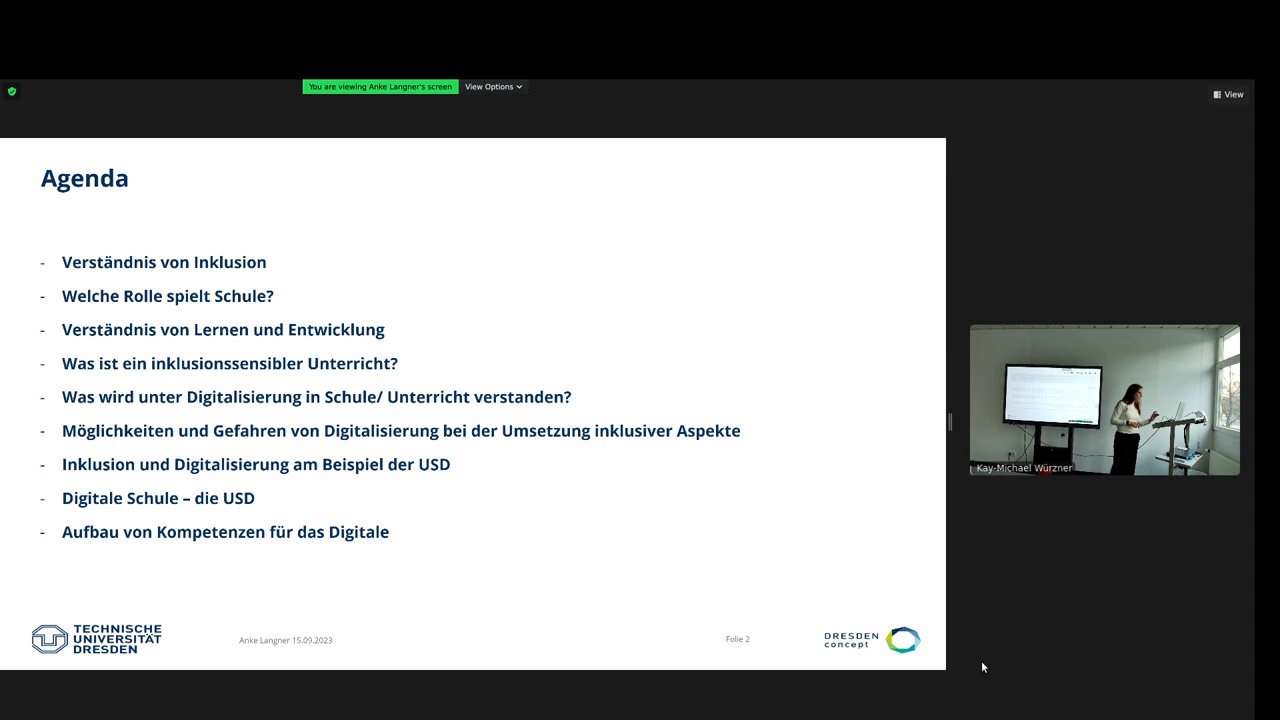 You are viewing Anke Langner's screen
View Options
View
Agenda
- Verständnis von Inklusion
- Welche Rolle spielt Schule?
- Verständnis von Lernen und Entwicklung
- Was ist ein inklusionssensibler Unterricht?
- Was wird unter Digitalisierung in Schule/ Unterricht verstanden?
- Möglichkeiten und Gefahren von Digitalisierung bei der Umsetzung inklusiver Aspekte
- Inklusion und Digitalisierung am Beispiel der USD
- Digitale Schule – die USD
- Aufbau von Kompetenzen für das Digitale
Kay-Michael Würzner
TECHNISCHE
UNIVERSITÄT
DRESDEN
Anke Langner 15.09.2023
Folie 2
DRESDEN
concept